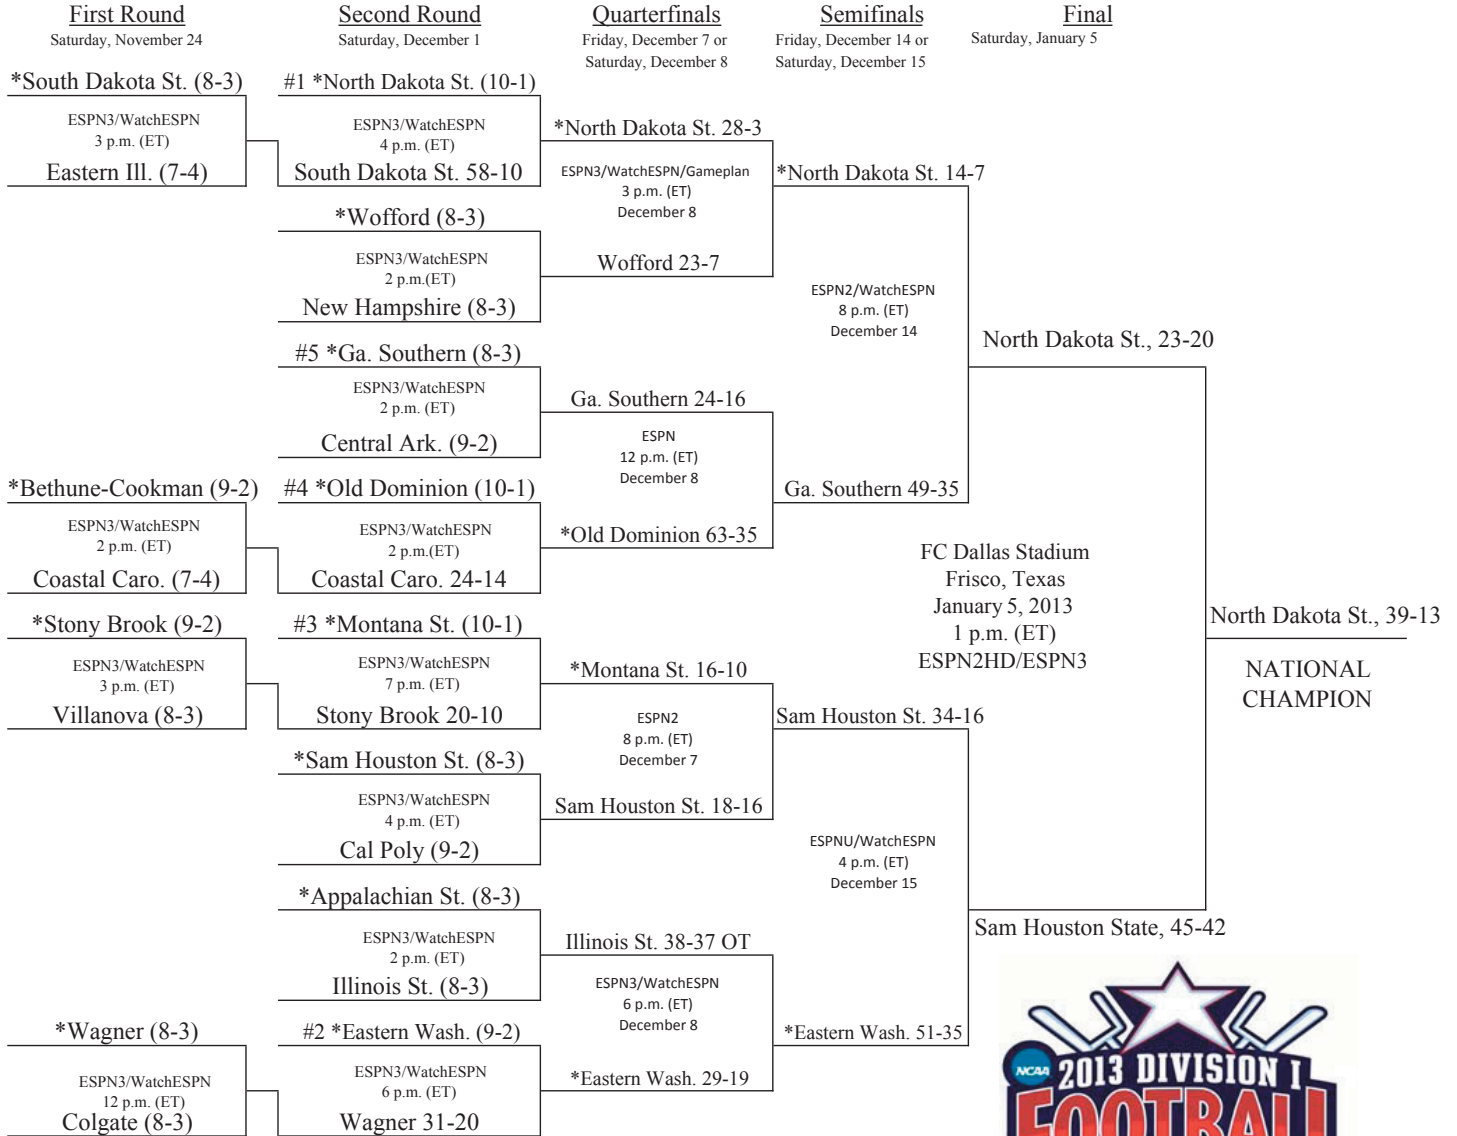 First Round
Saturday, November 24
Second Round
Saturday, December 1
Quarterfinals
Friday, December 7 or
Saturday, December 8
Semifinals
Friday, December 14 or
Saturday, December 15
Final
Saturday, January 5
*South Dakota St. (8-3)
ESPN3/WatchESPN
3 p.m. (ET)
Eastern Ill. (7-4)
*Bethune-Cookman (9-2)
ESPN3/WatchESPN
2 p.m. (ET)
Coastal Caro. (7-4)
*Stony Brook (9-2)
ESPN3/WatchESPN
3 p.m. (ET)
Villanova (8-3)
*Wagner (8-3)
ESPN3/WatchESPN
12 p.m. (ET)
Colgate (8-3)
#1 *North Dakota St. (10-1)
ESPN3/WatchESPN
4 p.m. (ET)
South Dakota St. 58-10
*Wofford (8-3)
ESPN3/WatchESPN
2 p.m.(ET)
New Hampshire (8-3)
#5 *Ga. Southern (8-3)
ESPN3/WatchESPN
2 p.m. (ET)
Central Ark. (9-2)
#4 *Old Dominion (10-1)
ESPN3/WatchESPN
2 p.m.(ET)
Coastal Caro. 24-14
#3 *Montana St. (10-1)
ESPN3/WatchESPN
7 p.m. (ET)
Stony Brook 20-10
*Sam Houston St. (8-3)
ESPN3/WatchESPN
4 p.m. (ET)
Cal Poly (9-2)
*Appalachian St. (8-3)
ESPN3/WatchESPN
2 p.m. (ET)
Illinois St. (8-3)
#2 *Eastern Wash. (9-2)
ESPN3/WatchESPN
6 p.m. (ET)
Wagner 31-20
*North Dakota St. 28-3
ESPN3/WatchESPN/Gameplan
3 p.m. (ET)
December 8
Wofford 23-7
Ga. Southern 24-16
ESPN
12 p.m. (ET)
December 8
*Old Dominion 63-35
*Montana St. 16-10
ESPN2
8 p.m. (ET)
December 7
Sam Houston St. 18-16
Illinois St. 38-37 OT
ESPN3/WatchESPN
6 p.m. (ET)
December 8
*Eastern Wash. 29-19
*North Dakota St. 14-7
ESPN2/WatchESPN
8 p.m. (ET)
December 14
Ga. Southern 49-35
Sam Houston St. 34-16
ESPNU/WatchESPN
4 p.m. (ET)
December 15
*Eastern Wash. 51-35
North Dakota St., 23-20
FC Dallas Stadium
Frisco, Texas
January 5, 2013
1 p.m. (ET)
ESPN2HD/ESPN3
Sam Houston State, 45-42
North Dakota St., 39-13
NATIONAL
CHAMPION
NCAA
2013 DIVISION I
FOOTBALL